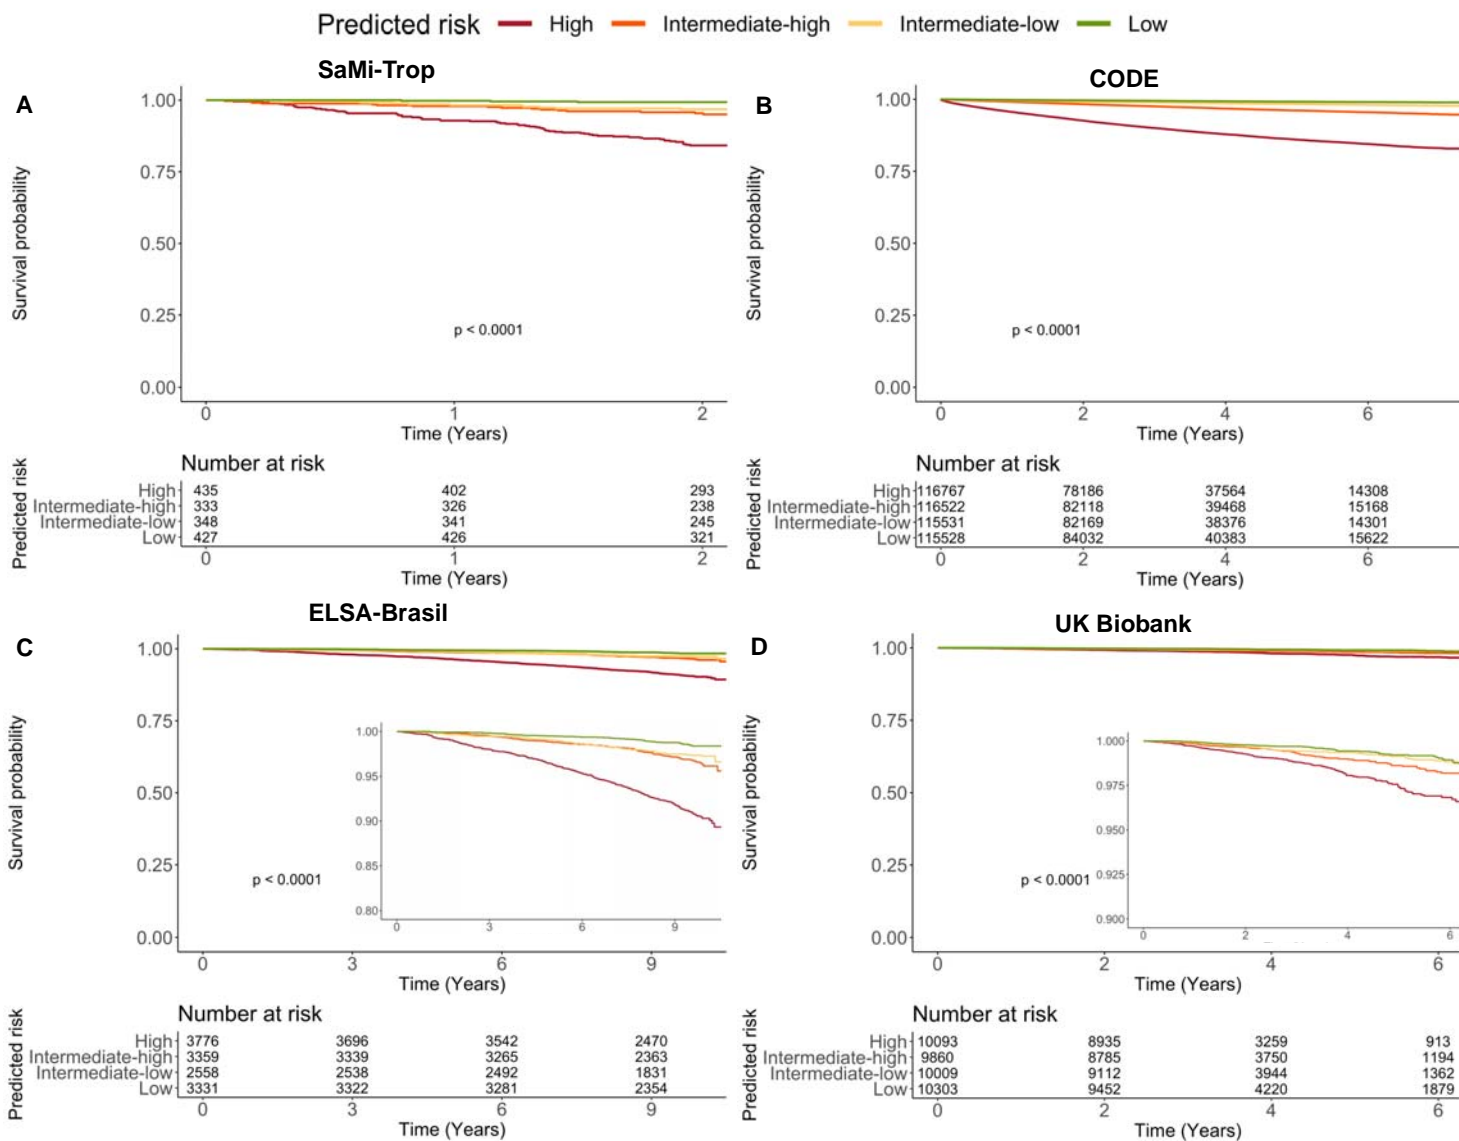 Predicted risk High Intermediate-high Intermediate-low Low
SaMi-Trop
A
Survival probability
1.00
0.75
0.50
0.25
0.00
p < 0.0001
0 1 2
Time (Years)
Number at risk
Predicted risk
High 435 402 293
Intermediate-high 333 326 238
Intermediate-low 348 341 245
Low 427 426 321
0 1 2
Time (Years)
CODE
B
Survival probability
1.00
0.75
0.50
0.25
0.00
p < 0.0001
0 2 4 6
Time (Years)
Number at risk
Predicted risk
High 116767 78186 37564 14308
Intermediate-high 116522 82118 39468 15168
Intermediate-low 115531 82169 38376 14301
Low 115528 84032 40383 15622
0 2 4 6
Time (Years)
ELSA-Brasil
C
Survival probability
1.00
0.75
0.50
0.25
0.00
p < 0.0001
1.00
0.95
0.90
0.85
0.80
0 3 6 9
0 3 6 9
Time (Years)
Number at risk
Predicted risk
High 3776 3696 3542 2470
Intermediate-high 3359 3339 3265 2363
Intermediate-low 2558 2538 2492 1831
Low 3331 3322 3281 2354
0 3 6 9
Time (Years)
UK Biobank
D
Survival probability
1.00
0.75
0.50
0.25
0.00
p < 0.0001
1.000
0.975
0.950
0.925
0.900
0 2 4 6
0 2 4 6
Time (Years)
Number at risk
Predicted risk
High 10093 8935 3259 913
Intermediate-high 9860 8785 3750 1194
Intermediate-low 10009 9112 3944 1362
Low 10303 9452 4220 1879
0 2 4 6
Time (Years)